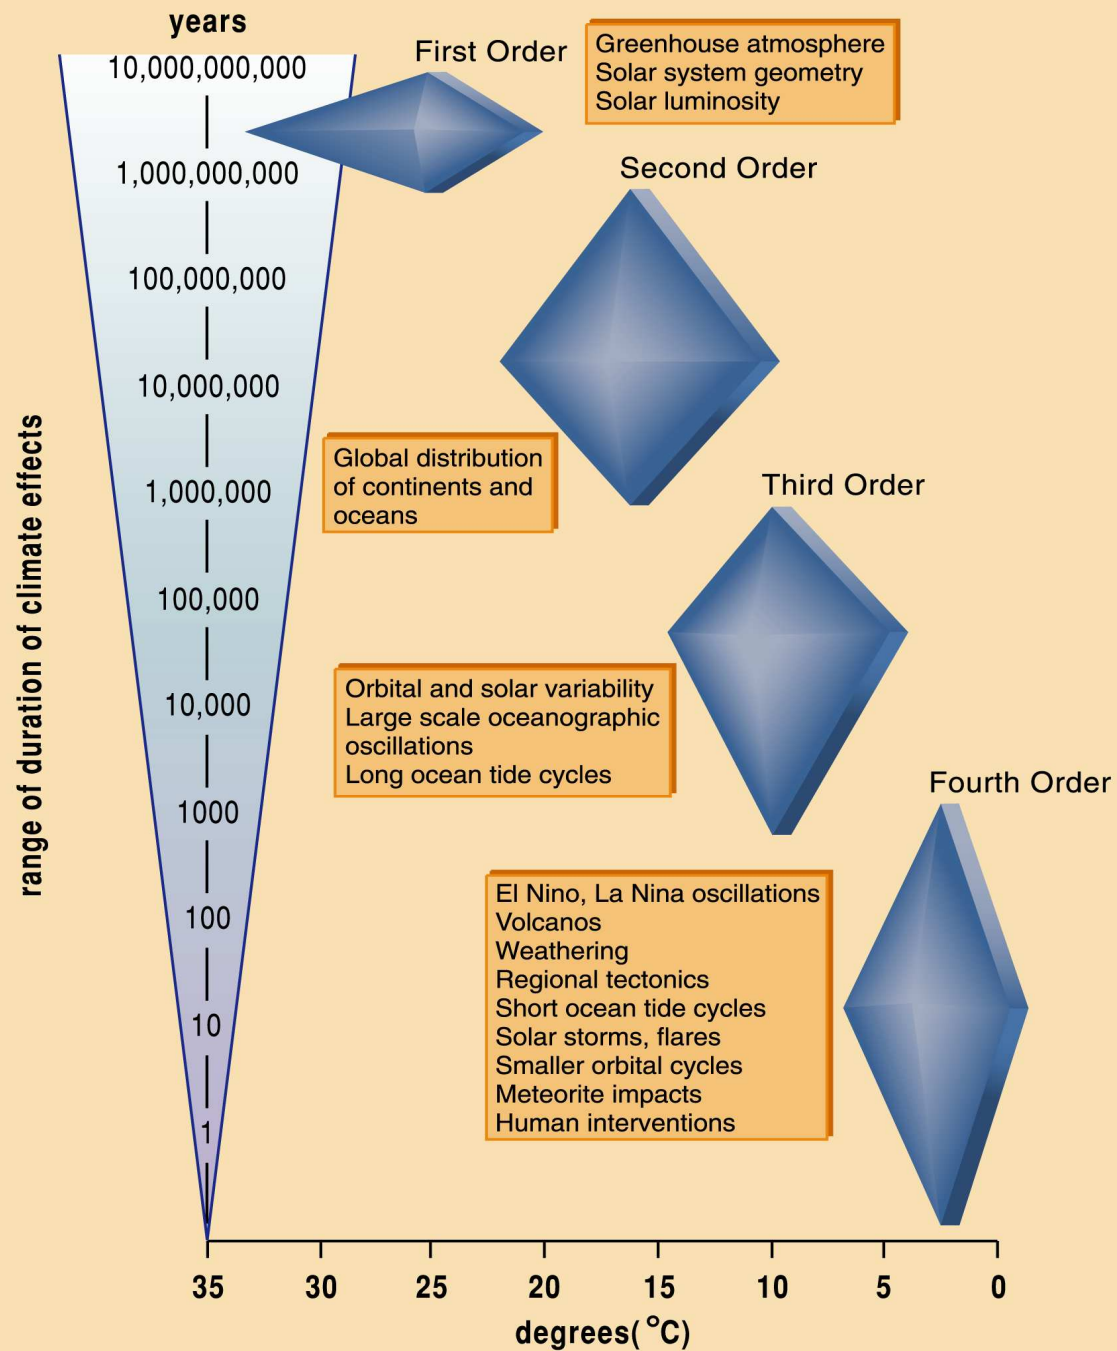 years
10,000,000,000
1,000,000,000
100,000,000
10,000,000
1,000,000
100,000
10,000
1000
100
10
1
range of duration of climate effects
First Order
Greenhouse atmosphere
Solar system geometry
Solar luminosity
Second Order
Global distribution
of continents and
oceans
Third Order
Orbital and solar variability
Large scale oceanographic
oscillations
Long ocean tide cycles
Fourth Order
El Nino, La Nina oscillations
Volcanos
Weathering
Regional tectonics
Short ocean tide cycles
Solar storms, flares
Smaller orbital cycles
Meteorite impacts
Human interventions
35 30 25 20 15 10 5 0
degrees( °C)